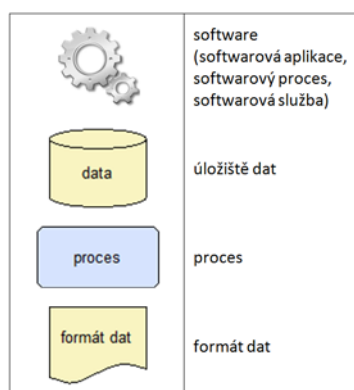 software
(softwarová aplikace,
softwarový proces,
softwarová služba)
data
úložiště dat
proces
proces
formát dat
formát dat